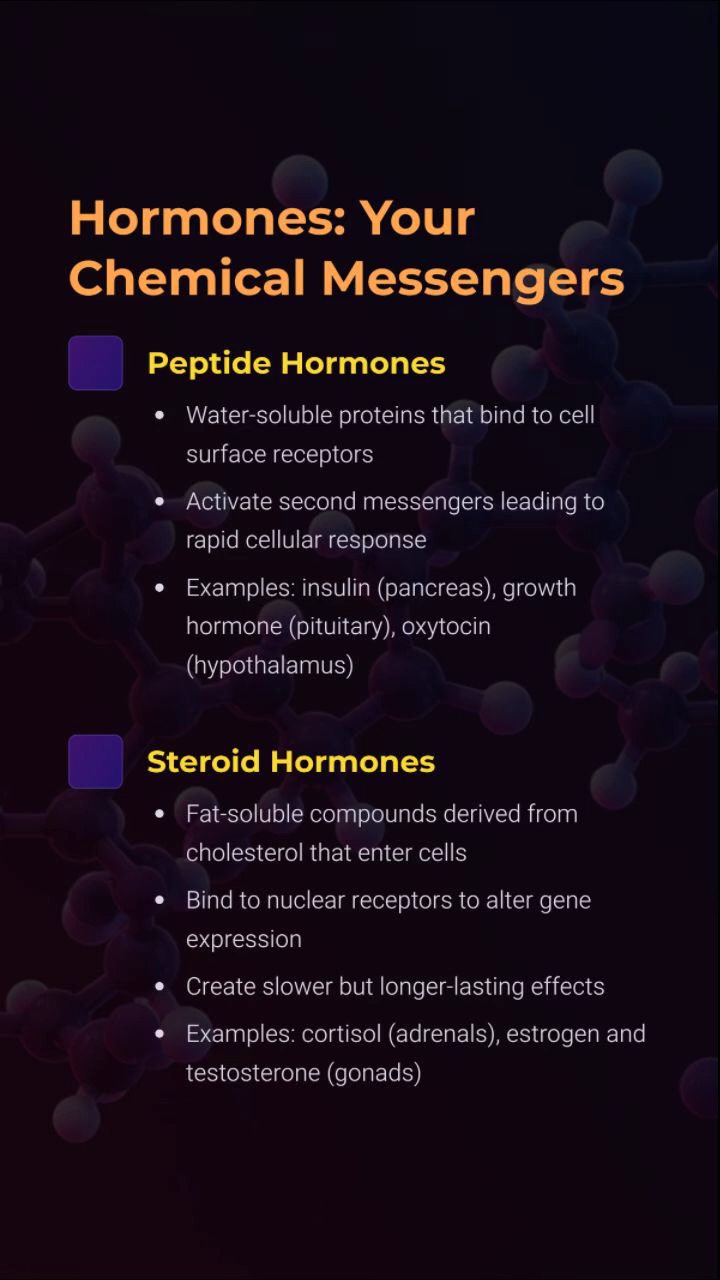 Hormones: Your
Chemical Messengers
Peptide Hormones
• Water-soluble proteins that bind to cell
surface receptors
• Activate second messengers leading to
rapid cellular response
• Examples: insulin (pancreas), growth
hormone (pituitary), oxytocin
(hypothalamus)
Steroid Hormones
• Fat-soluble compounds derived from
cholesterol that enter cells
• Bind to nuclear receptors to alter gene
expression
• Create slower but longer-lasting effects
• Examples: cortisol (adrenals), estrogen and
testosterone (gonads)